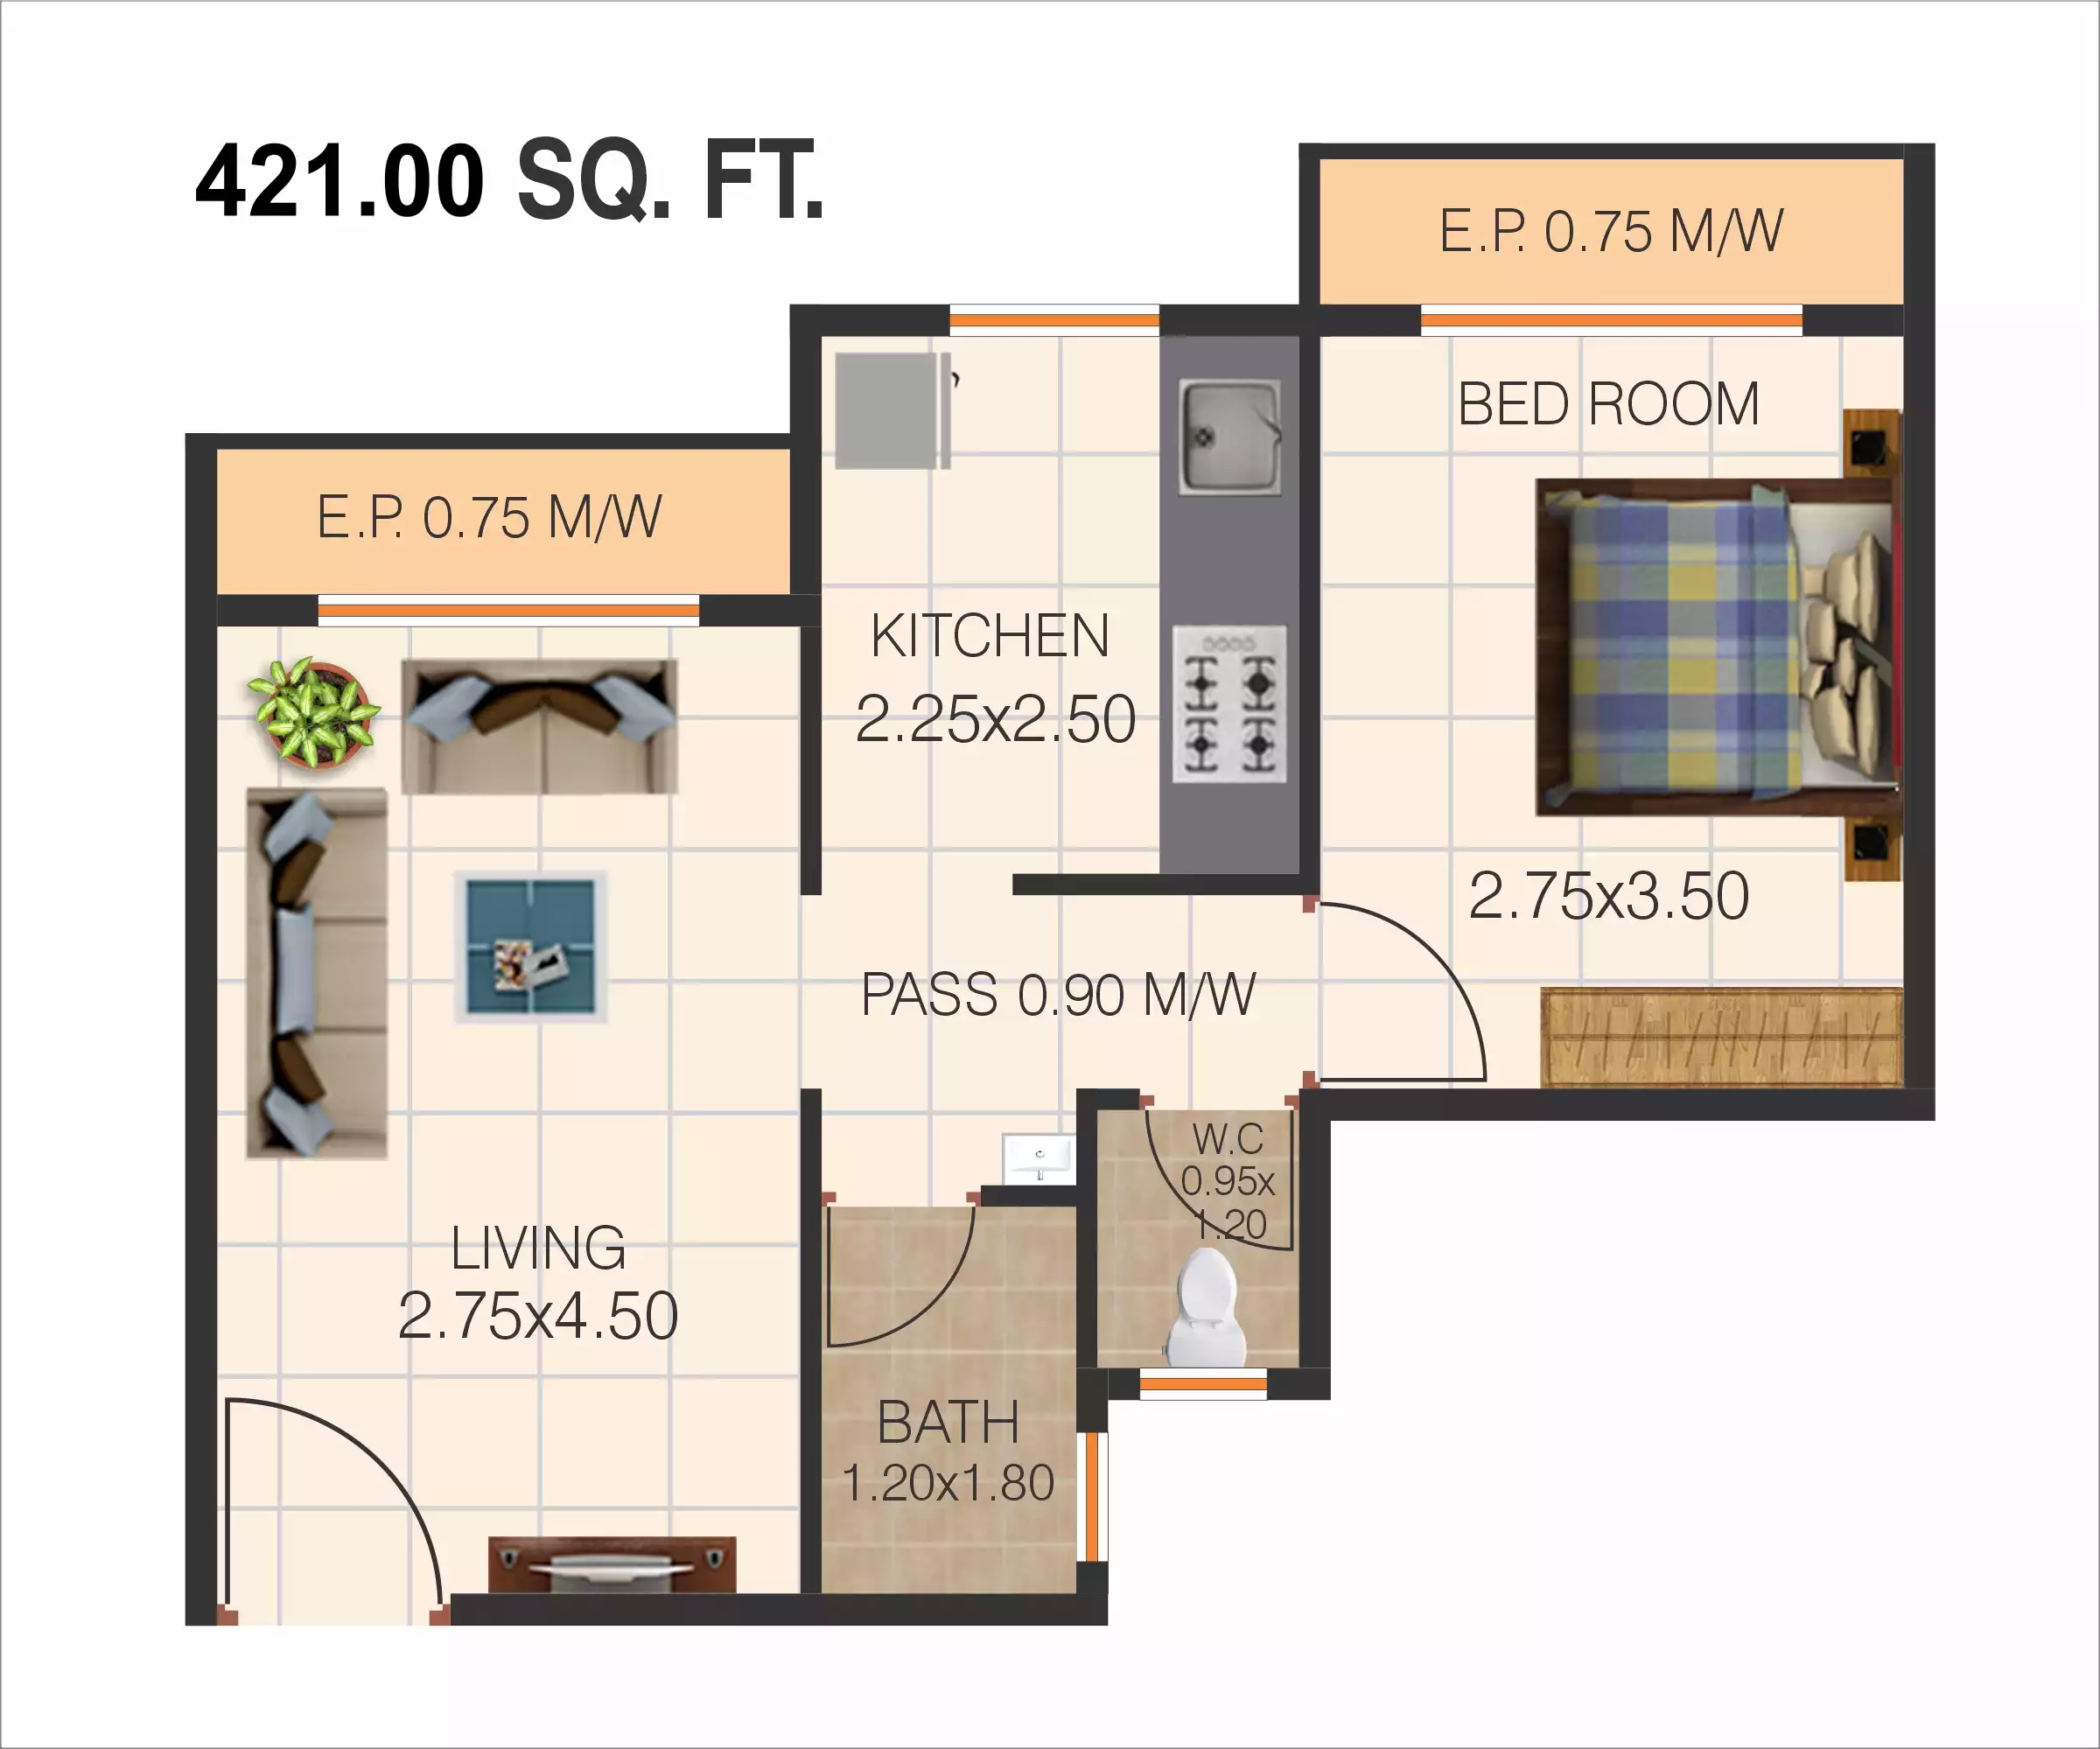 421.00 SQ. FT.
E.P. 0.75 M/W
BED ROOM
E.P. 0.75 M/W
KITCHEN
2.25x2.50
2.75x3.50
PASS 0.90 M/W
W.C
0.95x
1.20
LIVING
2.75x4.50
BATH
1.20x1.80